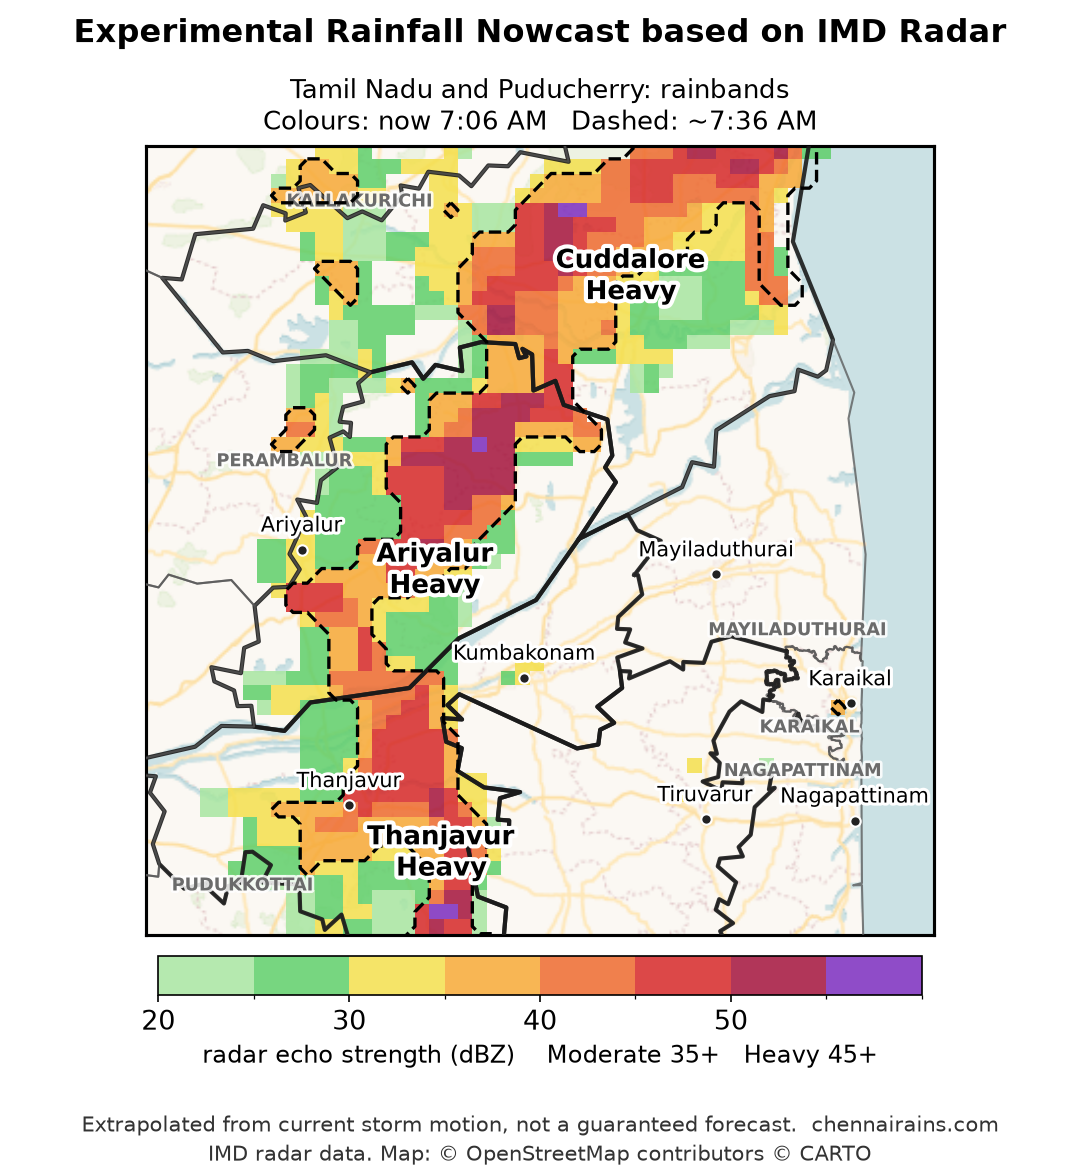 Experimental Rainfall Nowcast based on IMD Radar
Tamil Nadu and Puducherry: rainbands
Colours: now 7:06 AM   Dashed: ~7:36 AM
KALLAKURICHI
Cuddalore
Heavy
PERAMBALUR
Ariyalur
Ariyalur
Heavy
Mayiladuthurai
MAYILADUTHURAI
Kumbakonam
Karaikal
KARAIKAL
NAGAPATTINAM
Thanjavur
Tiruvarur
Nagapattinam
Thanjavur
Heavy
PUDUKKOTTAI
20 30 40 50
radar echo strength (dBZ)   Moderate 35+   Heavy 45+
Extrapolated from current storm motion, not a guaranteed forecast.  chennairains.com
IMD radar data. Map: © OpenStreetMap contributors © CARTO